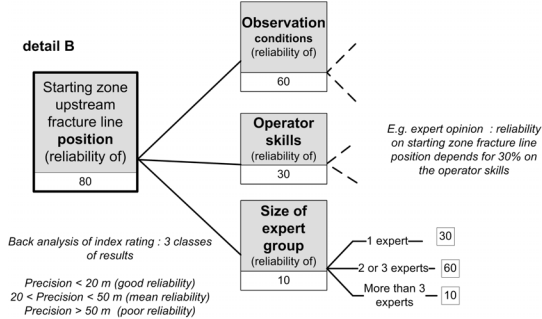 detail B
Starting zone
upstream
fracture line
position
(reliability of)
80
Observation
conditions
(reliability of)
60
Operator
skills
(reliability of)
30
Size of
expert
group
(reliability of)
10
1 expert
30
2 or 3 experts
60
More than 3
experts
10
E.g. expert opinion : reliability
on starting zone fracture line
position depends for 30% on
the operator skills
Back analysis of index rating : 3 classes
of results
Precision < 20 m (good reliability)
20 < Precision < 50 m (mean reliability)
Precision > 50 m (poor reliability)